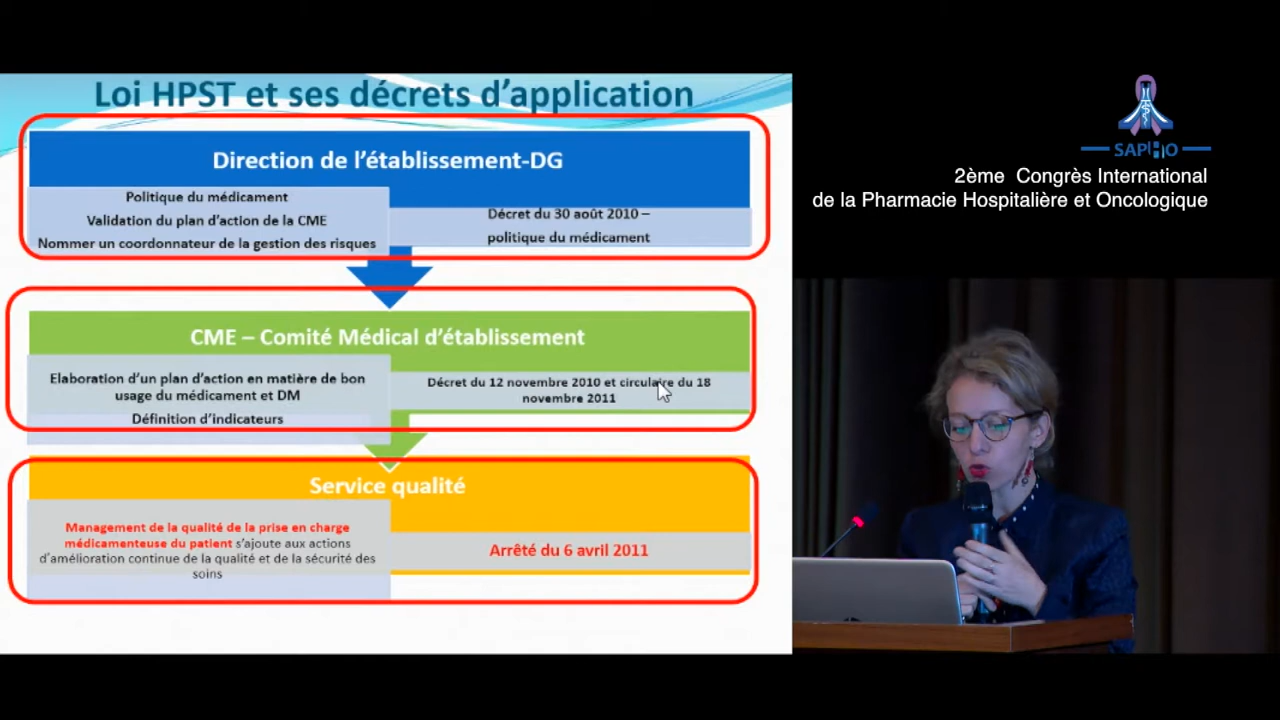 Loi HPST et ses décrets d'application
Direction de l'établissement-DG
Politique du médicament
Validation du plan d'action de la CME
Nommer un coordonnateur de la gestion des risques
Décret du 30 août 2010 –
politique du médicament
CME – Comité Médical d'établissement
Elaboration d'un plan d'action en matière de bon
usage du médicament et DM
Définition d'indicateurs
Décret du 12 novembre 2010 et circulaire du 18
novembre 2011
Service qualité
Management de la qualité de la prise en charge
médicamenteuse du patient s'ajoute aux actions
d'amélioration continue de la qualité et de la sécurité des
soins
Arrêté du 6 avril 2011
SAPHO
2ème Congrès International
de la Pharmacie Hospitalière et Oncologique